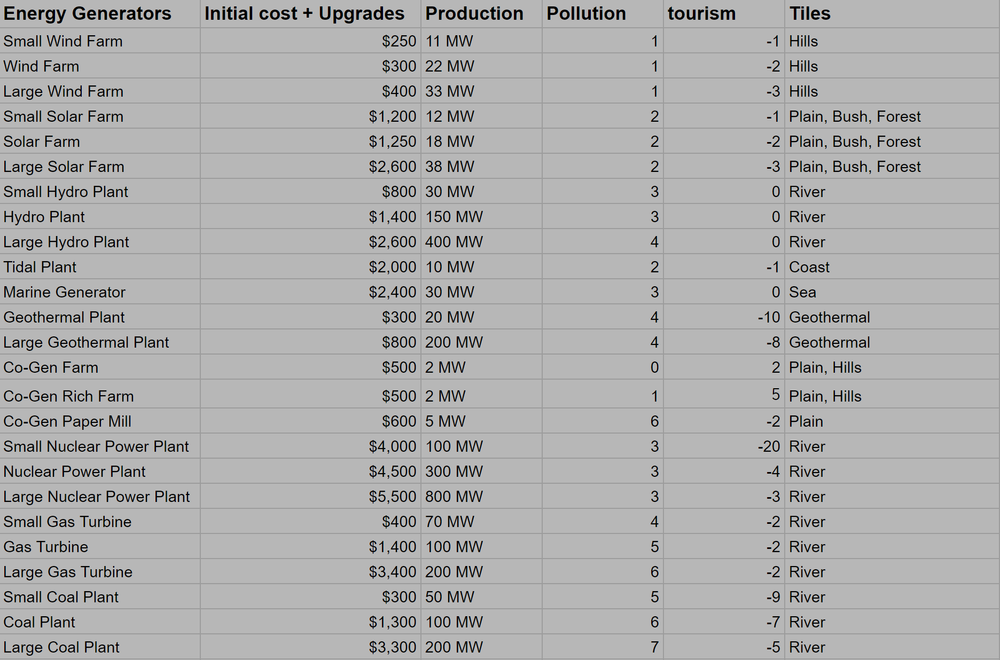 Energy Generators Initial cost + Upgrades Production Pollution tourism Tiles
Small Wind Farm $250 11 MW 1 -1 Hills
Wind Farm $300 22 MW 1 -2 Hills
Large Wind Farm $400 33 MW 1 -3 Hills
Small Solar Farm $1,200 12 MW 2 -1 Plain, Bush, Forest
Solar Farm $1,250 18 MW 2 -2 Plain, Bush, Forest
Large Solar Farm $2,600 38 MW 2 -3 Plain, Bush, Forest
Small Hydro Plant $800 30 MW 3 0 River
Hydro Plant $1,400 150 MW 3 0 River
Large Hydro Plant $2,600 400 MW 4 0 River
Tidal Plant $2,000 10 MW 2 -1 Coast
Marine Generator $2,400 30 MW 3 0 Sea
Geothermal Plant $300 20 MW 4 -10 Geothermal
Large Geothermal Plant $800 200 MW 4 -8 Geothermal
Co-Gen Farm $500 2 MW 0 2 Plain, Hills
Co-Gen Rich Farm $500 2 MW 1 5 Plain, Hills
Co-Gen Paper Mill $600 5 MW 6 -2 Plain
Small Nuclear Power Plant $4,000 100 MW 3 -20 River
Nuclear Power Plant $4,500 300 MW 3 -4 River
Large Nuclear Power Plant $5,500 800 MW 3 -3 River
Small Gas Turbine $400 70 MW 4 -2 River
Gas Turbine $1,400 100 MW 5 -2 River
Large Gas Turbine $3,400 200 MW 6 -2 River
Small Coal Plant $300 50 MW 5 -9 River
Coal Plant $1,300 100 MW 6 -7 River
Large Coal Plant $3,300 200 MW 7 -5 River